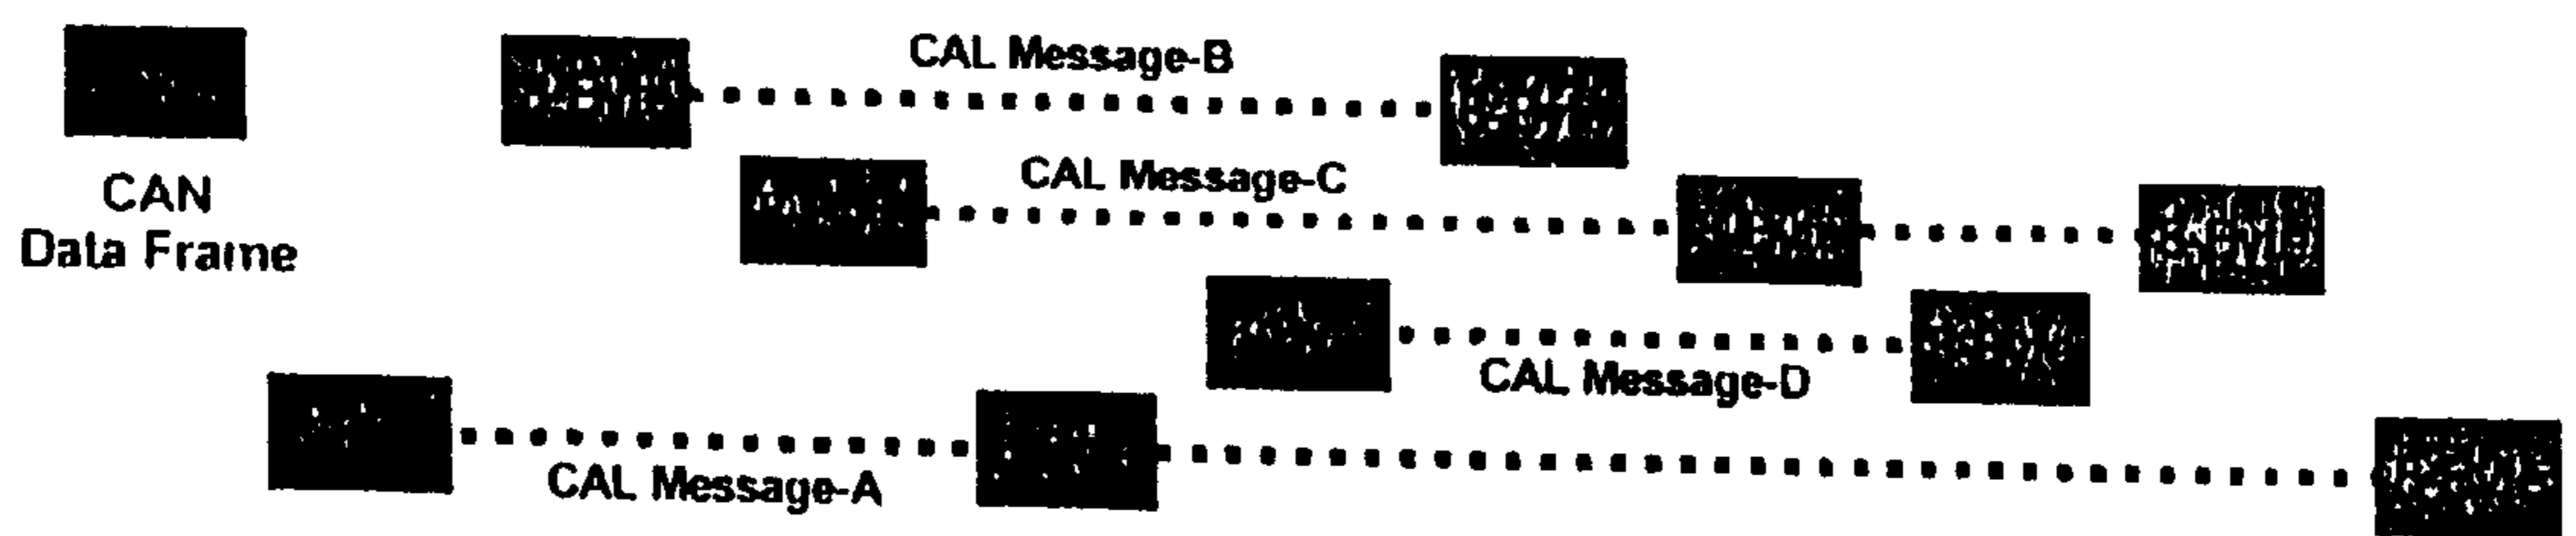 CAL Message-B
CAL Message-C
CAN
Data Frame
CAL Message-D
CAL Message-A